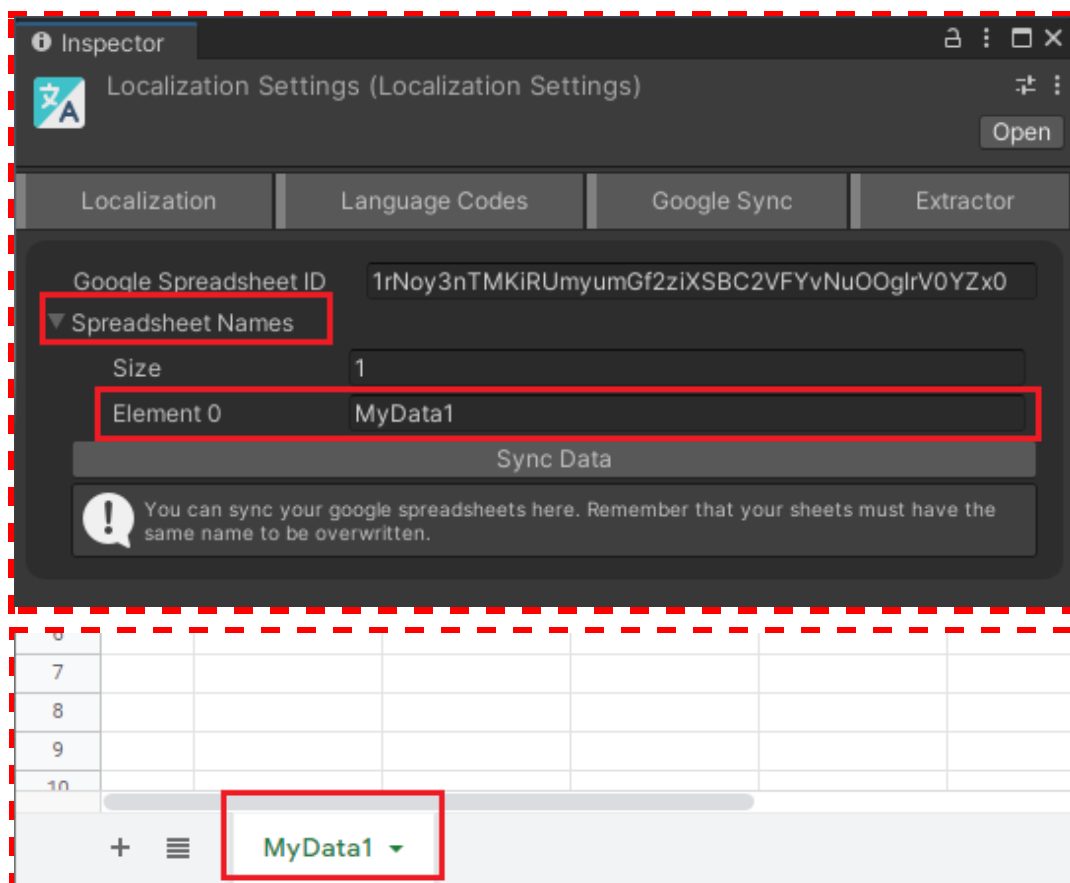 Inspector
Localization Settings (Localization Settings)
Open
Localization Language Codes Google Sync Extractor
Google Spreadsheet ID 1rNoy3nTMKiRUmyumGf2ziXSBC2VFYvNuOOglrV0YZx0
Spreadsheet Names
Size 1
Element 0 MyData1
Sync Data
You can sync your google spreadsheets here. Remember that your sheets must have the
same name to be overwritten.
7
8
9
10
MyData1